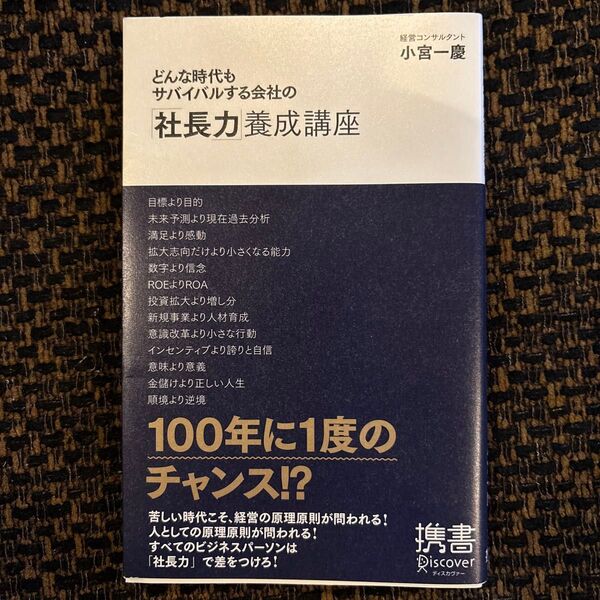 経営コンサルタント
小宮一慶
どんな時代も
サバイバルする会社の
「社長力」養成講座
目標より目的
未来予測より現在過去分析
満足より感動
拡大志向だけより小さくなる能力
数字より信念
ROEよりROA
投資拡大より増し分
新規事業より人材育成
意識改革より小さな行動
インセンティブより誇りと自信
意味より意義
金儲けより正しい人生
順境より逆境
100年に1度の
チャンス!?
苦しい時代こそ、経営の原理原則が問われる!
人としての原理原則が問われる!
すべてのビジネスパーソンは
「社長力」で差をつけろ!
携書
Discover
ディスカヴァー